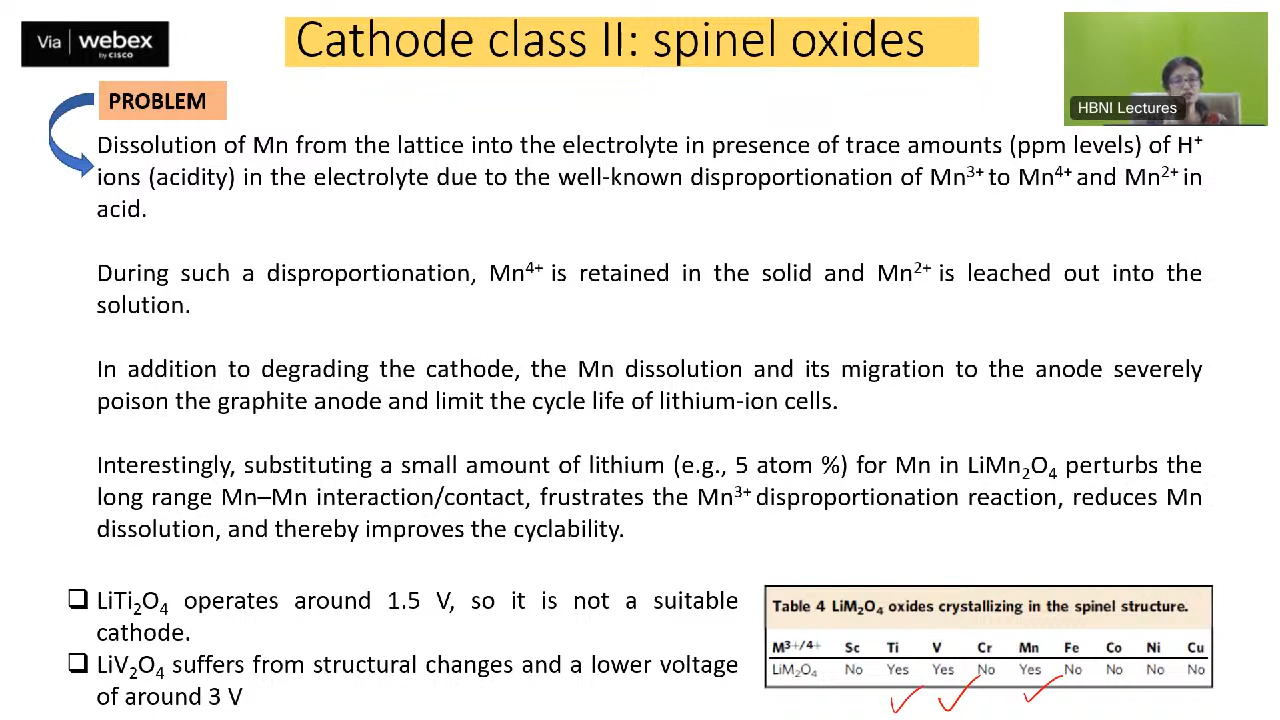 Via | webex
by CISCO
Cathode class II: spinel oxides
HBNI Lectures
PROBLEM
Dissolution of Mn from the lattice into the electrolyte in presence of trace amounts (ppm levels) of H⁺
ions (acidity) in the electrolyte due to the well-known disproportionation of Mn³⁺ to Mn⁴⁺ and Mn²⁺ in
acid.
During such a disproportionation, Mn⁴⁺ is retained in the solid and Mn²⁺ is leached out into the
solution.
In addition to degrading the cathode, the Mn dissolution and its migration to the anode severely
poison the graphite anode and limit the cycle life of lithium-ion cells.
Interestingly, substituting a small amount of lithium (e.g., 5 atom %) for Mn in LiMn₂O₄ perturbs the
long range Mn–Mn interaction/contact, frustrates the Mn³⁺ disproportionation reaction, reduces Mn
dissolution, and thereby improves the cyclability.
❑ LiTi₂O₄ operates around 1.5 V, so it is not a suitable
cathode.
❑ LiV₂O₄ suffers from structural changes and a lower voltage
of around 3 V
Table 4 LiM₂O₄ oxides crystallizing in the spinel structure.
M³⁺/⁴⁺ Sc Ti V Cr Mn Fe Co Ni Cu
LiM₂O₄ No Yes Yes No Yes No No No No